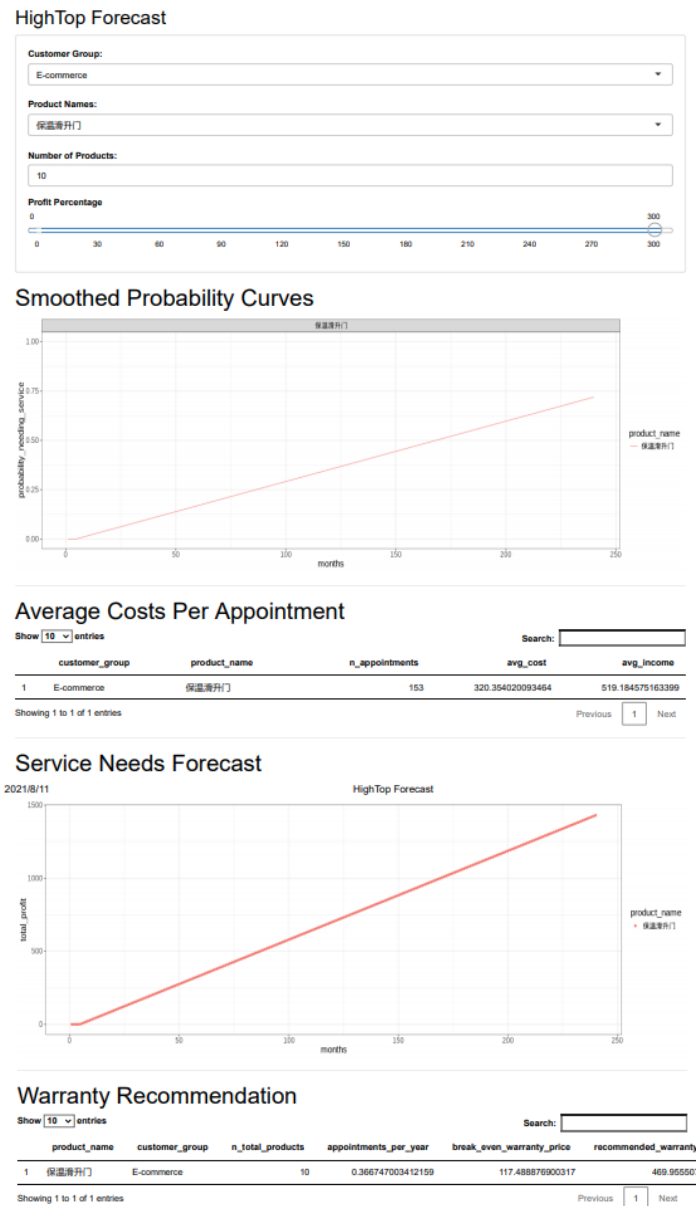 HighTop Forecast
Customer Group:
E-commerce
Product Names:
保温滑升门
Number of Products:
10
Profit Percentage
0 300
0 30 60 90 120 150 180 210 240 270 300
Smoothed Probability Curves
保温滑升门
1.00
0.75
0.50
0.25
0.00
probability_needing_service
0 50 100 150 200 250
months
product_name
保温滑升门
Average Costs Per Appointment
Show 10 entries Search:
customer_group product_name n_appointments avg_cost avg_income
1 E-commerce 保温滑升门 153 320.354020093464 519.184575163399
Showing 1 to 1 of 1 entries Previous 1 Next
Service Needs Forecast
2021/8/11 HighTop Forecast
1500
1000
500
0
total_profit
0 50 100 150 200 250
months
product_name
保温滑升门
Warranty Recommendation
Show 10 entries Search:
product_name customer_group n_total_products appointments_per_year break_even_warranty_price recommended_warranty
1 保温滑升门 E-commerce 10 0.366747003412159 117.488876900317 469.955507
Showing 1 to 1 of 1 entries Previous 1 Next